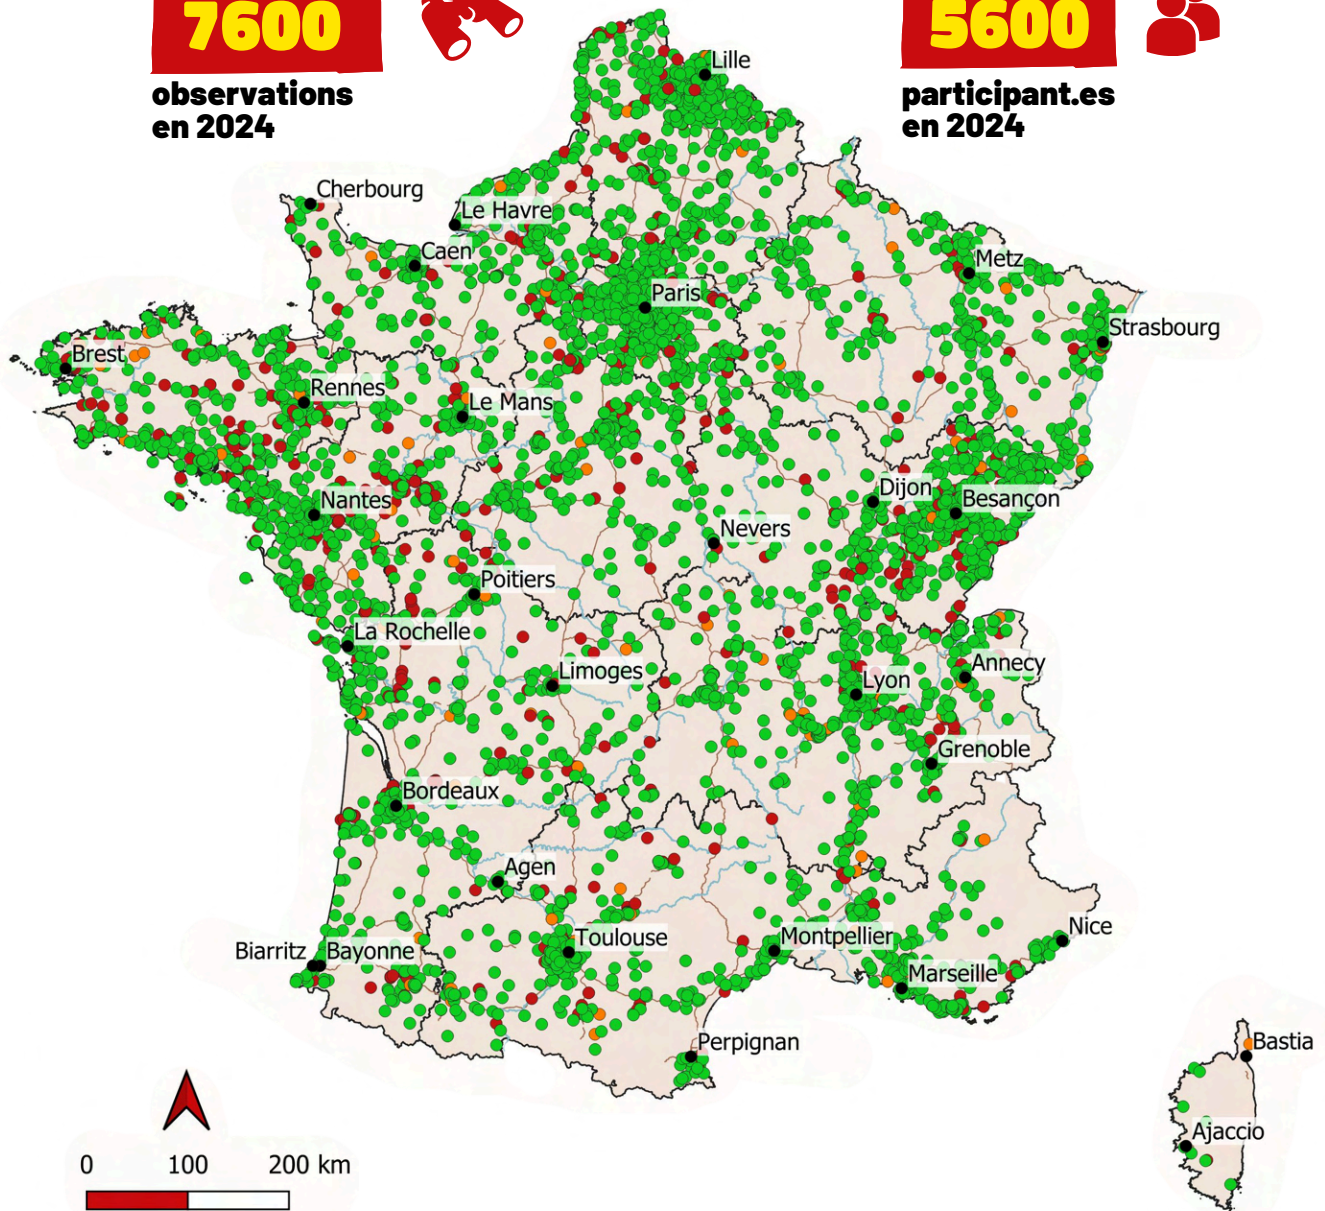 7600
observations
en 2024
5600
participant.es
en 2024
Lille
Cherbourg
Le Havre
Caen
Metz
Paris
Strasbourg
Brest
Rennes
Le Mans
Dijon
Besançon
Nantes
Nevers
Poitiers
La Rochelle
Annecy
Limoges
Lyon
Grenoble
Bordeaux
Agen
Nice
Toulouse
Montpellier
Biarritz
Bayonne
Marseille
Perpignan
Bastia
Ajaccio
0 100 200 km